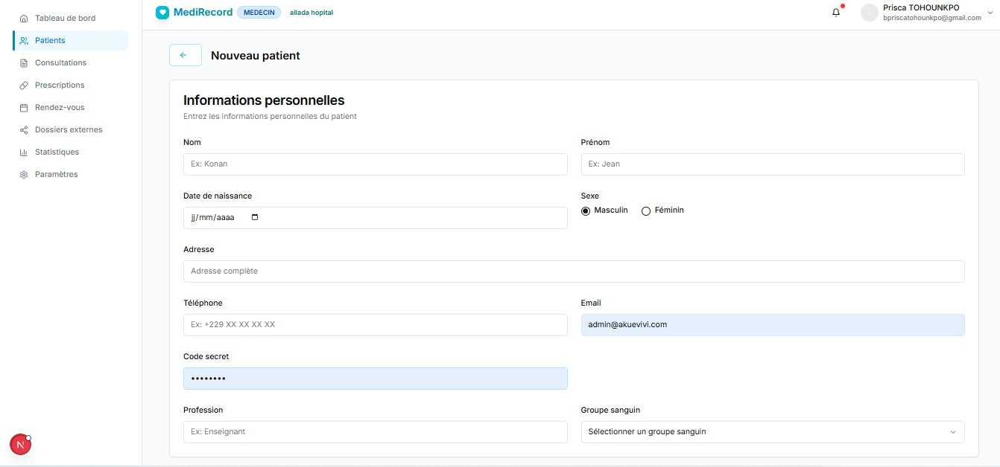 Tableau de bord
Patients
Consultations
Prescriptions
Rendez-vous
Dossiers externes
Statistiques
Paramètres
N
MediRecord MEDECIN allada hopital
Prisca TOHOUNKPO
bpriscatohounkpo@gmail.com
Nouveau patient
Informations personnelles
Entrez les informations personnelles du patient
Nom
Ex: Konan
Prénom
Ex: Jean
Date de naissance
jj/mm/aaaa
Sexe
Masculin Féminin
Adresse
Adresse complète
Téléphone
Ex: +229 XX XX XX XX
Email
admin@akuevivi.com
Code secret
••••••••
Profession
Ex: Enseignant
Groupe sanguin
Sélectionner un groupe sanguin